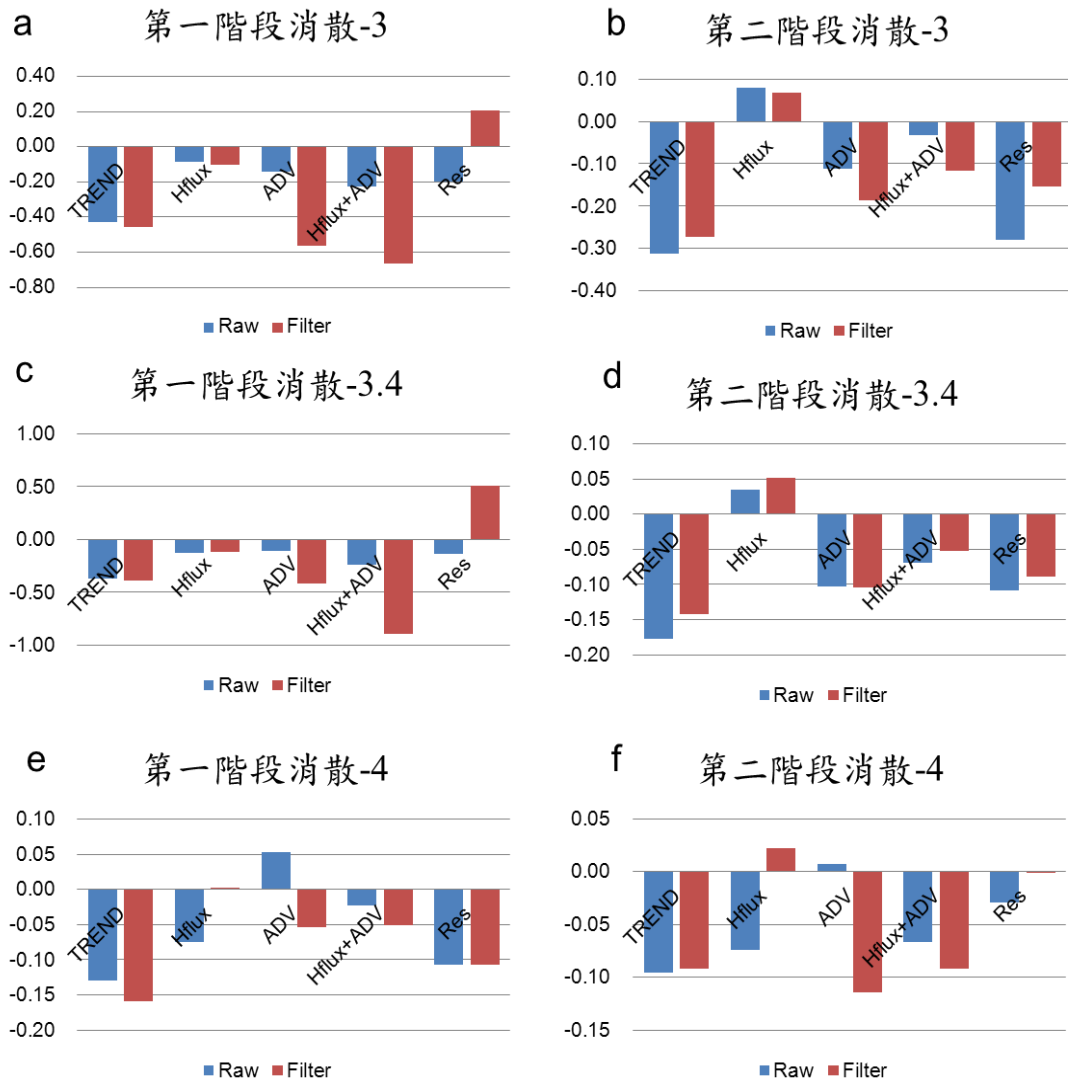 a 第一階段消散-3
0.40
0.20
0.00
-0.20
-0.40
-0.60
-0.80
TREND Hflux ADV Hflux+ADV Res
Raw Filter
b 第二階段消散-3
0.10
0.00
-0.10
-0.20
-0.30
-0.40
TREND Hflux ADV Hflux+ADV Res
Raw Filter
c 第一階段消散-3.4
1.00
0.50
0.00
-0.50
-1.00
TREND Hflux ADV Hflux+ADV Res
Raw Filter
d 第二階段消散-3.4
0.10
0.05
0.00
-0.05
-0.10
-0.15
-0.20
TREND Hflux ADV Hflux+ADV Res
Raw Filter
e 第一階段消散-4
0.10
0.05
0.00
-0.05
-0.10
-0.15
-0.20
TREND Hflux ADV Hflux+ADV Res
Raw Filter
f 第二階段消散-4
0.05
0.00
-0.05
-0.10
-0.15
TREND Hflux ADV Hflux+ADV Res
Raw Filter